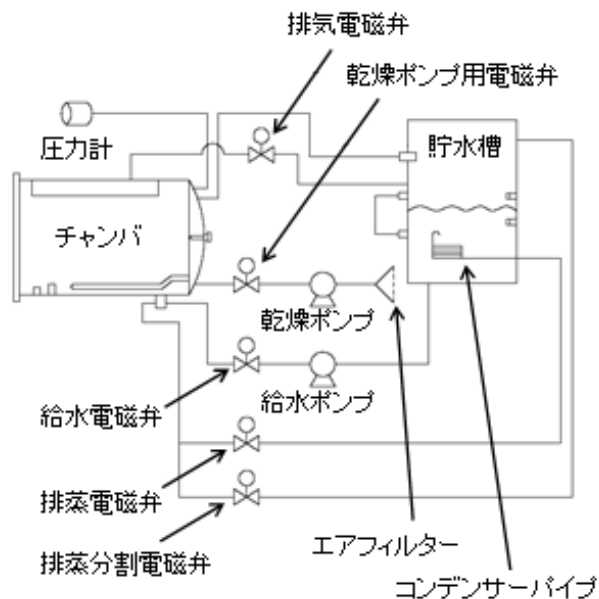 排気電磁弁
乾燥ポンプ用電磁弁
圧力計
貯水槽
チャンバ
乾燥ポンプ
給水ポンプ
給水電磁弁
排蒸電磁弁
排蒸分割電磁弁
エアフィルター
コンデンサーパイプ